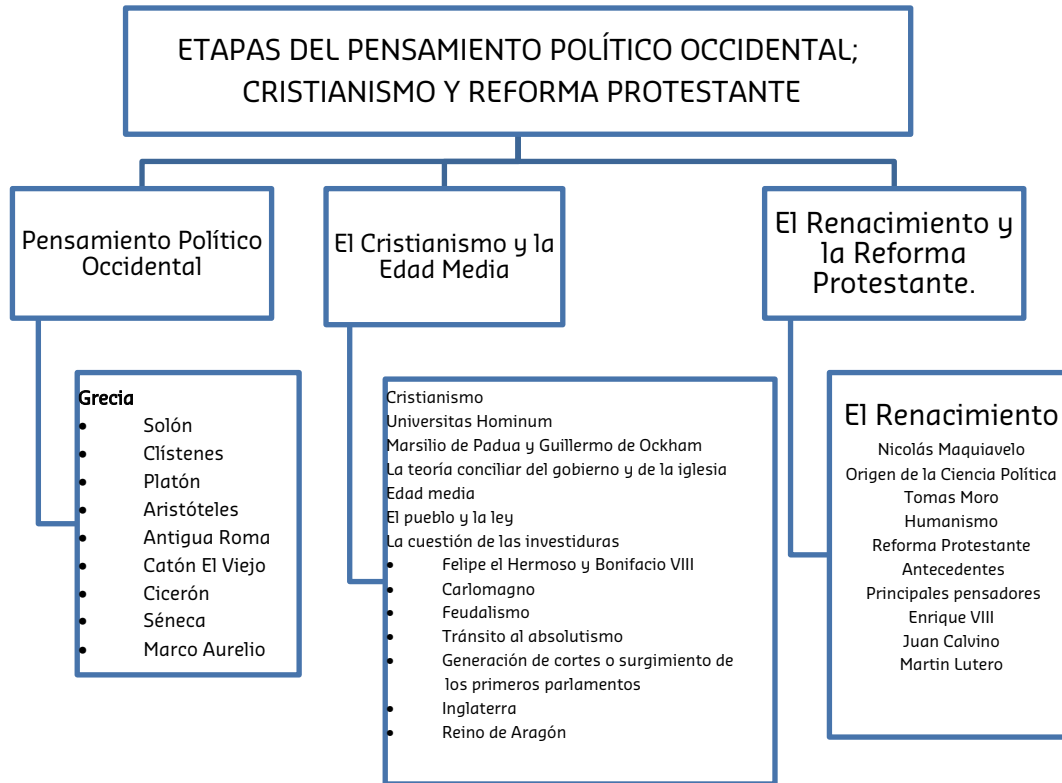 ETAPAS DEL PENSAMIENTO POLÍTICO OCCIDENTAL;
CRISTIANISMO Y REFORMA PROTESTANTE
Pensamiento Político
Occidental
El Cristianismo y la
Edad Media
El Renacimiento y
la Reforma
Protestante.
Grecia
• Solón
• Clístenes
• Platón
• Aristóteles
• Antigua Roma
• Catón El Viejo
• Cicerón
• Séneca
• Marco Aurelio
Cristianismo
Universitas Hominum
Marsilio de Padua y Guillermo de Ockham
La teoría conciliar del gobierno y de la iglesia
Edad media
El pueblo y la ley
La cuestión de las investiduras
• Felipe el Hermoso y Bonifacio VIII
• Carlomagno
• Feudalismo
• Tránsito al absolutismo
• Generación de cortes o surgimiento de
los primeros parlamentos
• Inglaterra
• Reino de Aragón
El Renacimiento
Nicolás Maquiavelo
Origen de la Ciencia Política
Tomas Moro
Humanismo
Reforma Protestante
Antecedentes
Principales pensadores
Enrique VIII
Juan Calvino
Martin Lutero